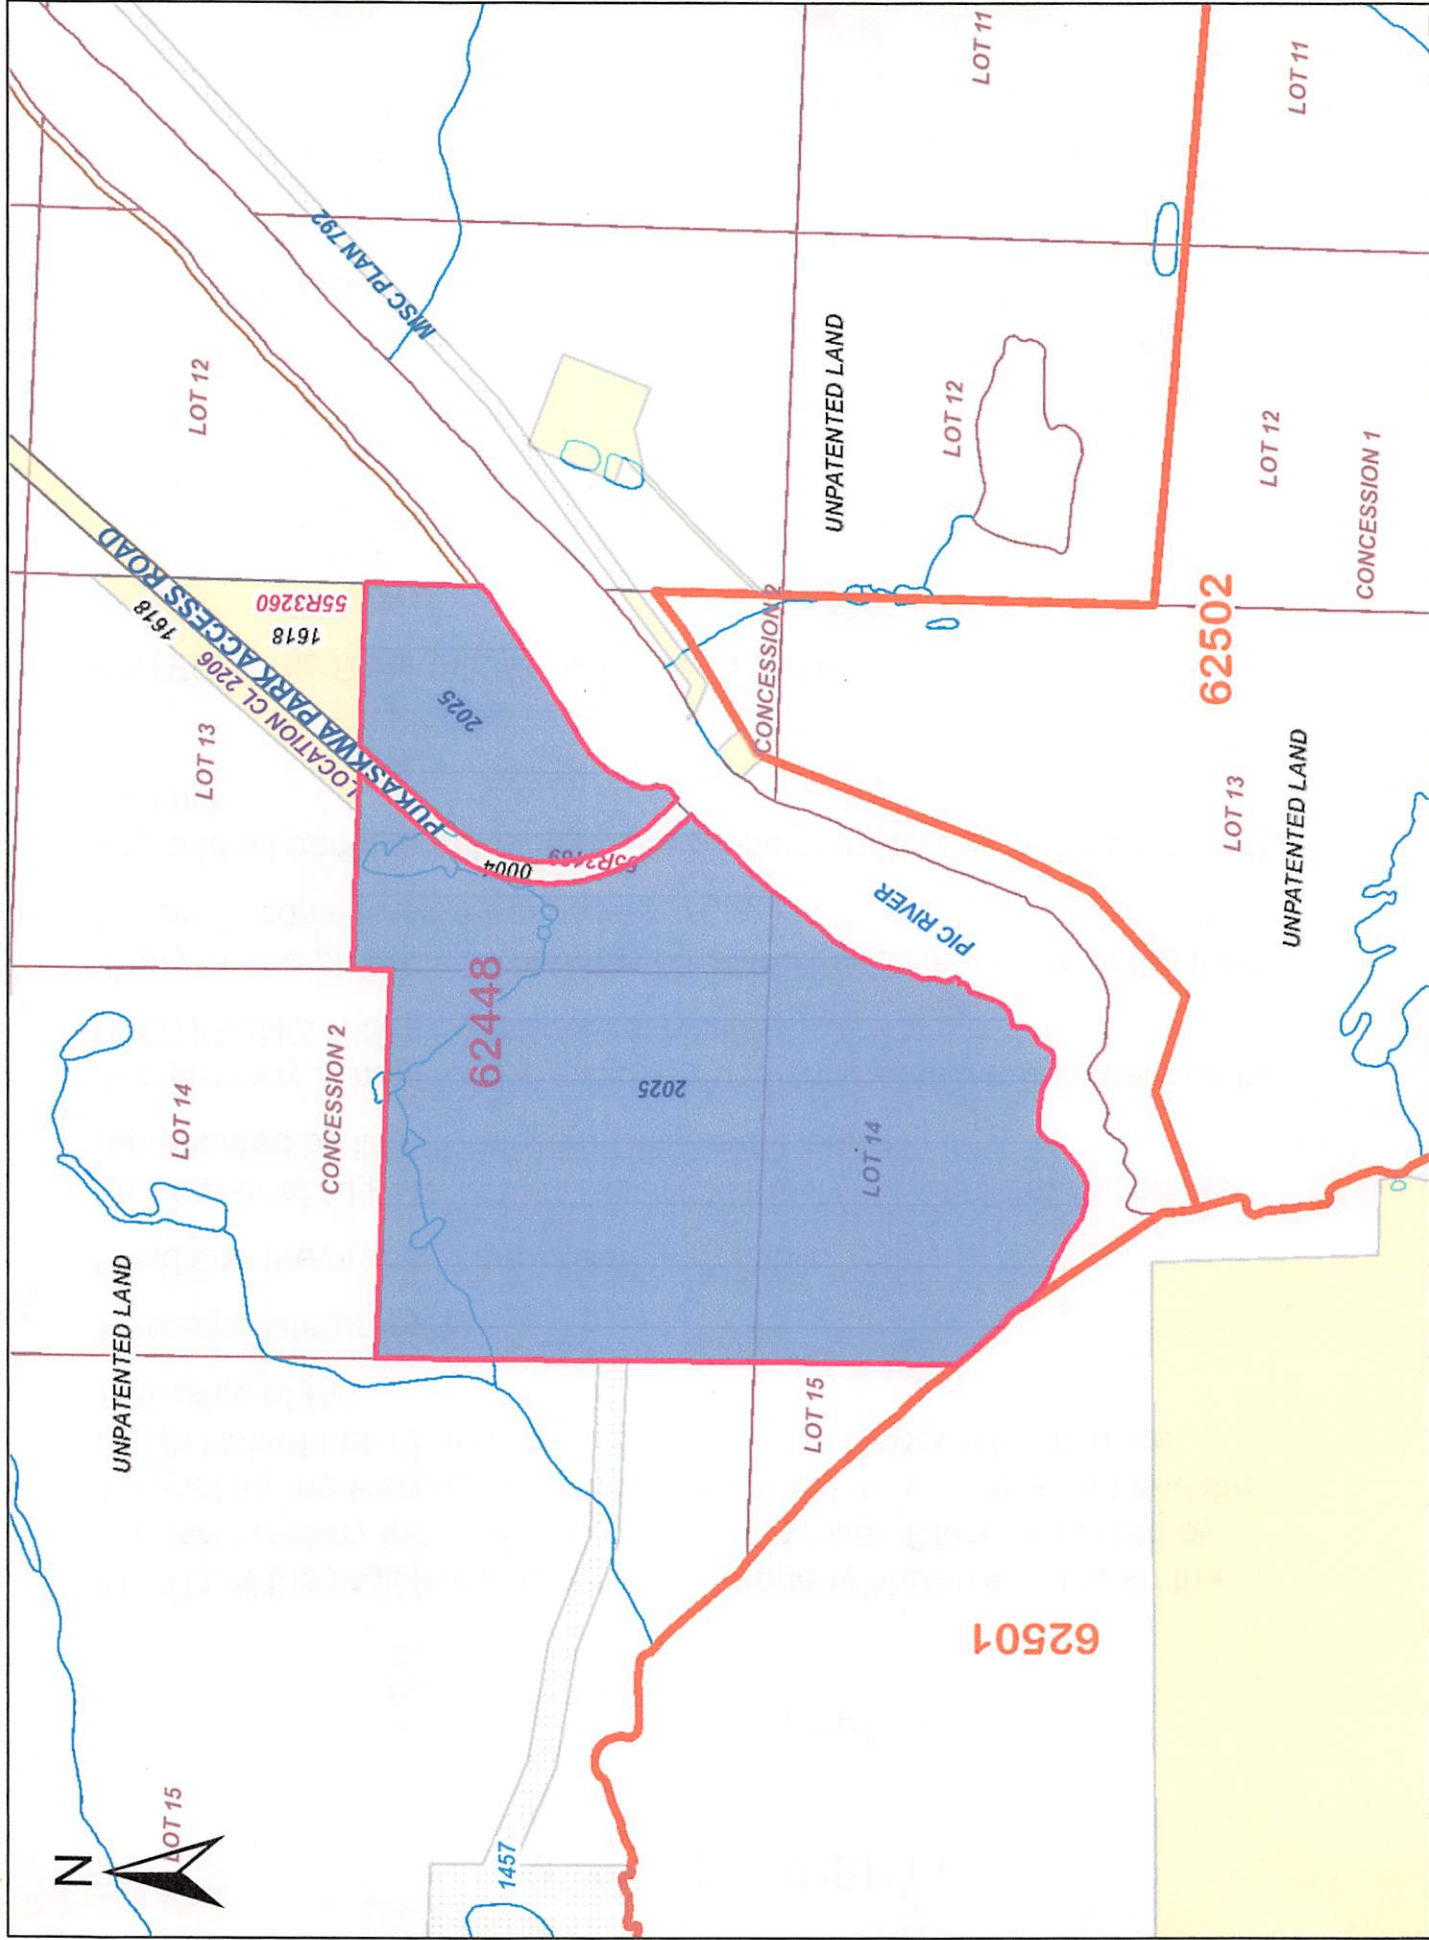 N
LOT 15
UNPATENTED LAND
LOT 14
CONCESSION 2
LOT 13
LOT 12
PUKASKWA PARK ACCESS ROAD
LOCATION CL 2206
1618
1618
55R3260
MISC PLAN 792
2025
62448
0004
1457
2025
LOT 15
LOT 14
PIC RIVER
CONCESSION 2
UNPATENTED LAND
LOT 12
LOT 11
62501
62502
LOT 13
UNPATENTED LAND
LOT 12
CONCESSION 1
LOT 11